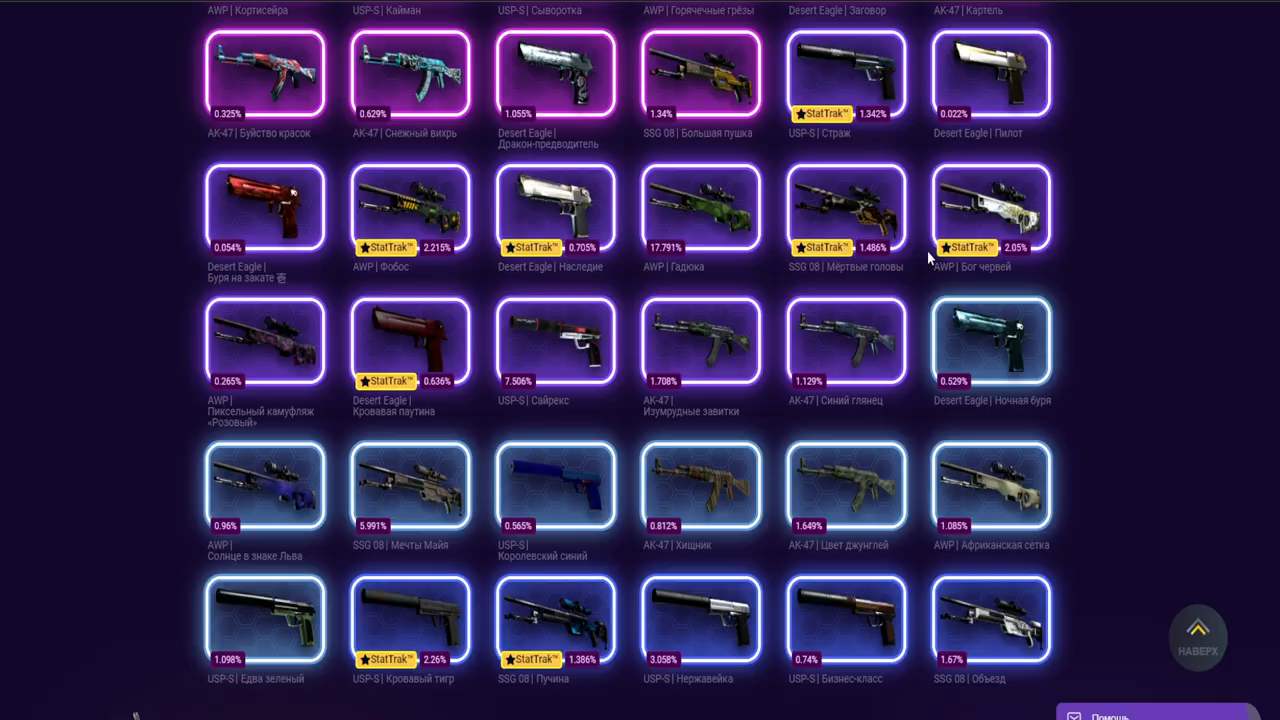 AWP | Кортисейра
USP-S | Кайман
USP-S | Сыворотка
AWP | Горячечные грёзы
Desert Eagle | Заговор
AK-47 | Картель
0.325%
0.629%
1.055%
1.34%
StatTrak™ 1.342%
0.022%
AK-47 | Буйство красок
AK-47 | Снежный вихрь
Desert Eagle |
Дракон-предводитель
SSG 08 | Большая пушка
USP-S | Страж
Desert Eagle | Пилот
0.054%
StatTrak™ 2.215%
StatTrak™ 0.705%
17.791%
StatTrak™ 1.486%
StatTrak™ 2.05%
Desert Eagle |
Буря на закате 壱
AWP | Фобос
Desert Eagle | Наследие
AWP | Гадюка
SSG 08 | Мёртвые головы
AWP | Бог червей
0.265%
StatTrak™ 0.636%
7.506%
1.708%
1.129%
0.529%
AWP |
Пиксельный камуфляж
«Розовый»
Desert Eagle |
Кровавая паутина
USP-S | Сайрекс
AK-47 |
Изумрудные завитки
AK-47 | Синий глянец
Desert Eagle | Ночная буря
0.96%
5.991%
0.565%
0.812%
1.649%
1.085%
AWP |
Солнце в знаке Льва
SSG 08 | Мечты Майя
USP-S |
Королевский синий
AK-47 | Хищник
AK-47 | Цвет джунглей
AWP | Африканская сетка
1.098%
StatTrak™ 2.26%
StatTrak™ 1.386%
3.058%
0.74%
1.67%
USP-S | Едва зеленый
USP-S | Кровавый тигр
SSG 08 | Пучина
USP-S | Нержавейка
USP-S | Бизнес-класс
SSG 08 | Объезд
НАВЕРХ
Помощь